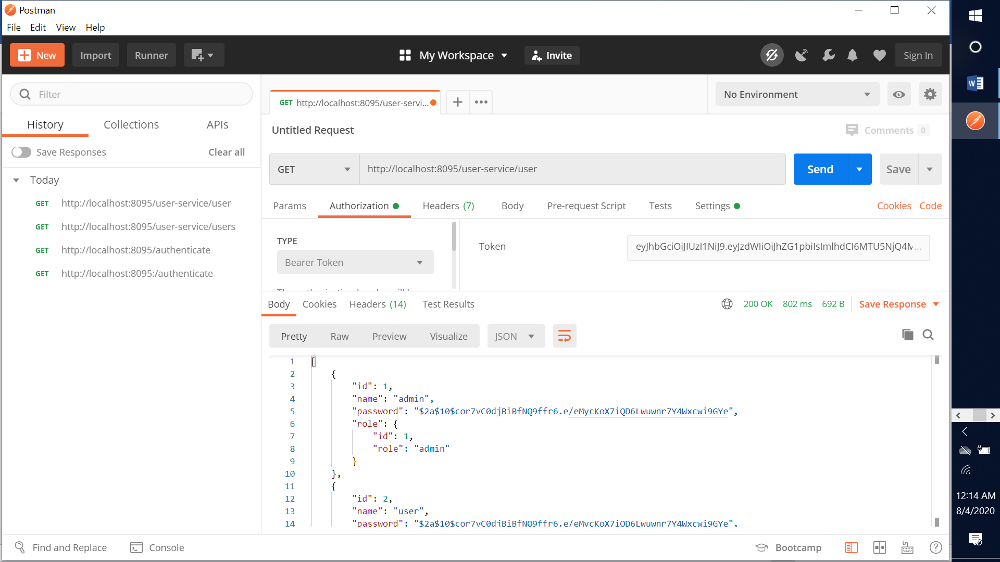 Postman
File Edit View Help
New Import Runner My Workspace Invite Sign In
Filter
History Collections APIs
Save Responses Clear all
Today
GET http://localhost:8095/user-service/user
GET http://localhost:8095/user-service/users
GET http://localhost:8095/authenticate
GET http://localhost:8095:/authenticate
GET http://localhost:8095/user-servi...
No Environment
Untitled Request
Comments 0
GET http://localhost:8095/user-service/user Send Save
Params Authorization Headers (7) Body Pre-request Script Tests Settings Cookies Code
TYPE
Bearer Token
Token eyJhbGciOiJIUzI1NiJ9.eyJzdWIiOiJhZG1pbiIsImlhdCI6MTU5NjQ4M...
Body Cookies Headers (14) Test Results 200 OK 802 ms 692 B Save Response
Pretty Raw Preview Visualize JSON
1 [
2 {
3 "id": 1,
4 "name": "admin",
5 "password": "$2a$10$cor7vC0djBiBfNQ9ffr6.e/eMycKoX7iQD6Lwuwnr7Y4Wxcwi9GYe",
6 "role": {
7 "id": 1,
8 "role": "admin"
9 }
10 },
11 {
12 "id": 2,
13 "name": "user",
14 "password": "$2a$10$cor7vC0djBiBfNQ9ffr6.e/eMycKoX7iQD6Lwuwnr7Y4Wxcwi9GYe",
Find and Replace Console Bootcamp
12:14 AM
8/4/2020